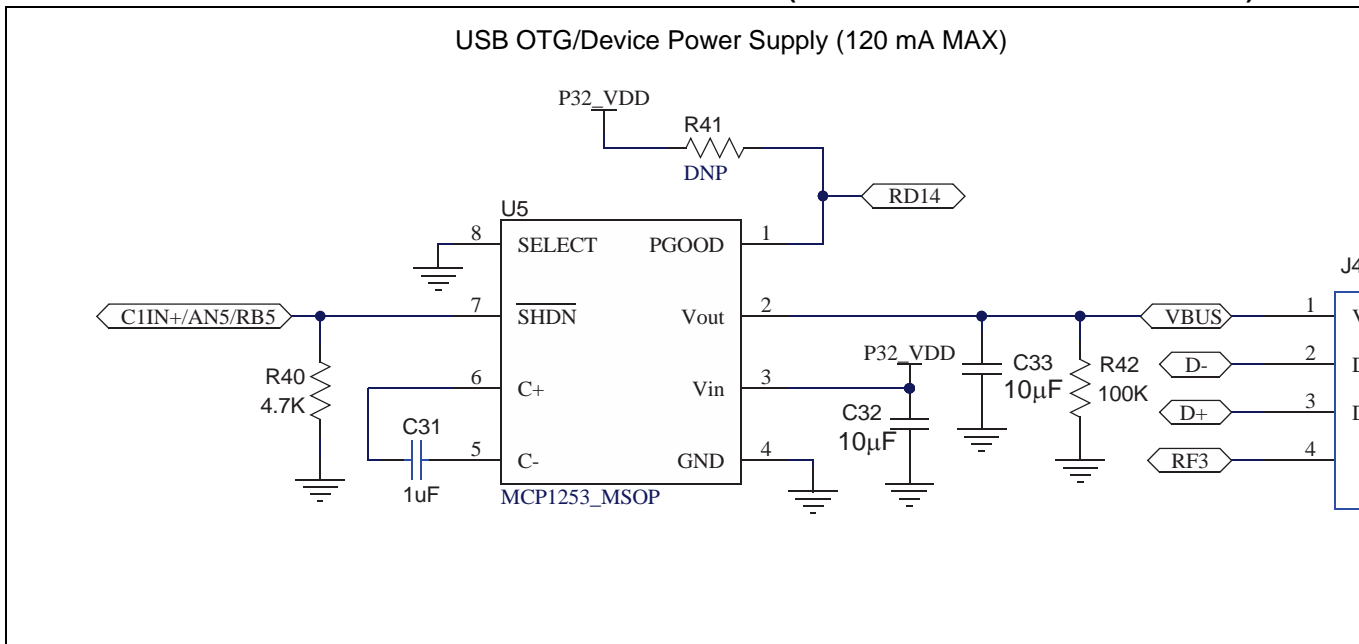 USB OTG/Device Power Supply (120 mA MAX)
P32_VDD
R41
DNP
RD14
U5
8 SELECT PGOOD 1
J4
C1IN+/AN5/RB5 7 SHDN Vout 2 VBUS 1
P32_VDD
R40
4.7K
6 C+ Vin 3
C33
10µF
R42
100K
D- 2
C32
10µF
D+ 3
C31
1uF
5 C- GND 4
RF3 4
MCP1253_MSOP